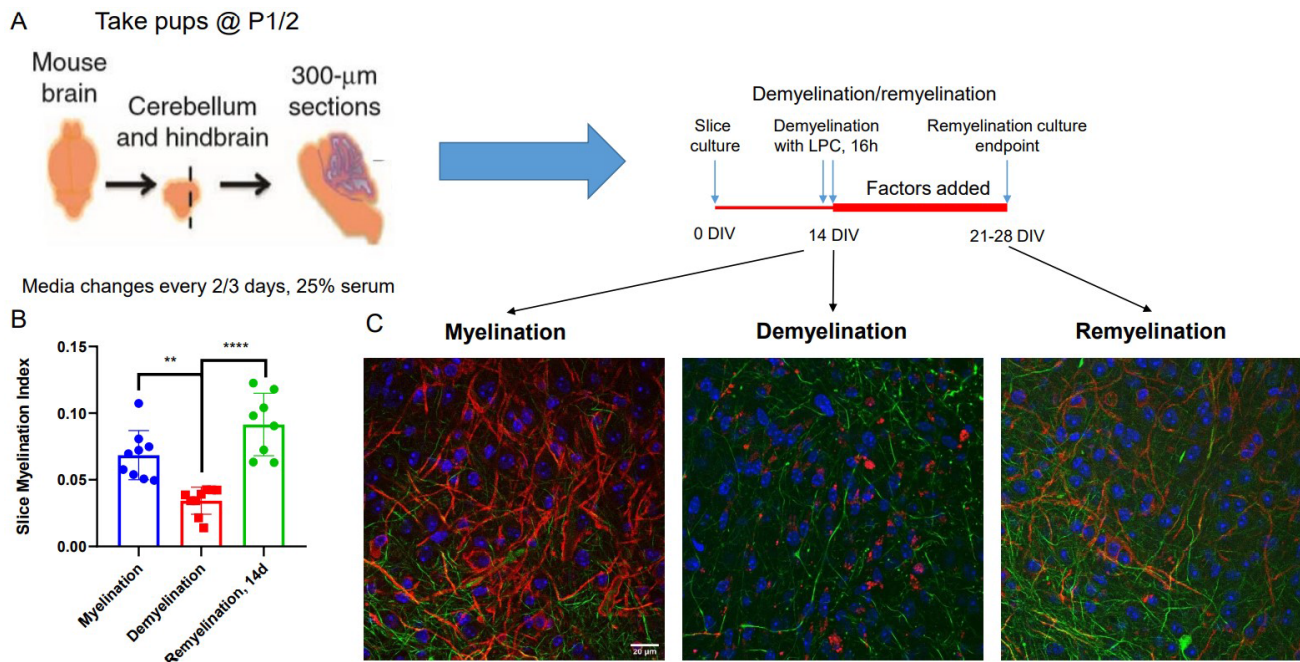 A
Take pups @ P1/2
Mouse
brain
Cerebellum
and hindbrain
300-μm
sections
Media changes every 2/3 days, 25% serum
Demyelination/remyelination
Slice
culture
Demyelination
with LPC, 16h
Remyelination culture
endpoint
Factors added
0 DIV
14 DIV
21-28 DIV
B
Slice Myelination Index
0.15
0.10
0.05
0.00
**
****
Myelination
Demyelination
Remyelination, 14d
C
Myelination
Demyelination
Remyelination
20 μm